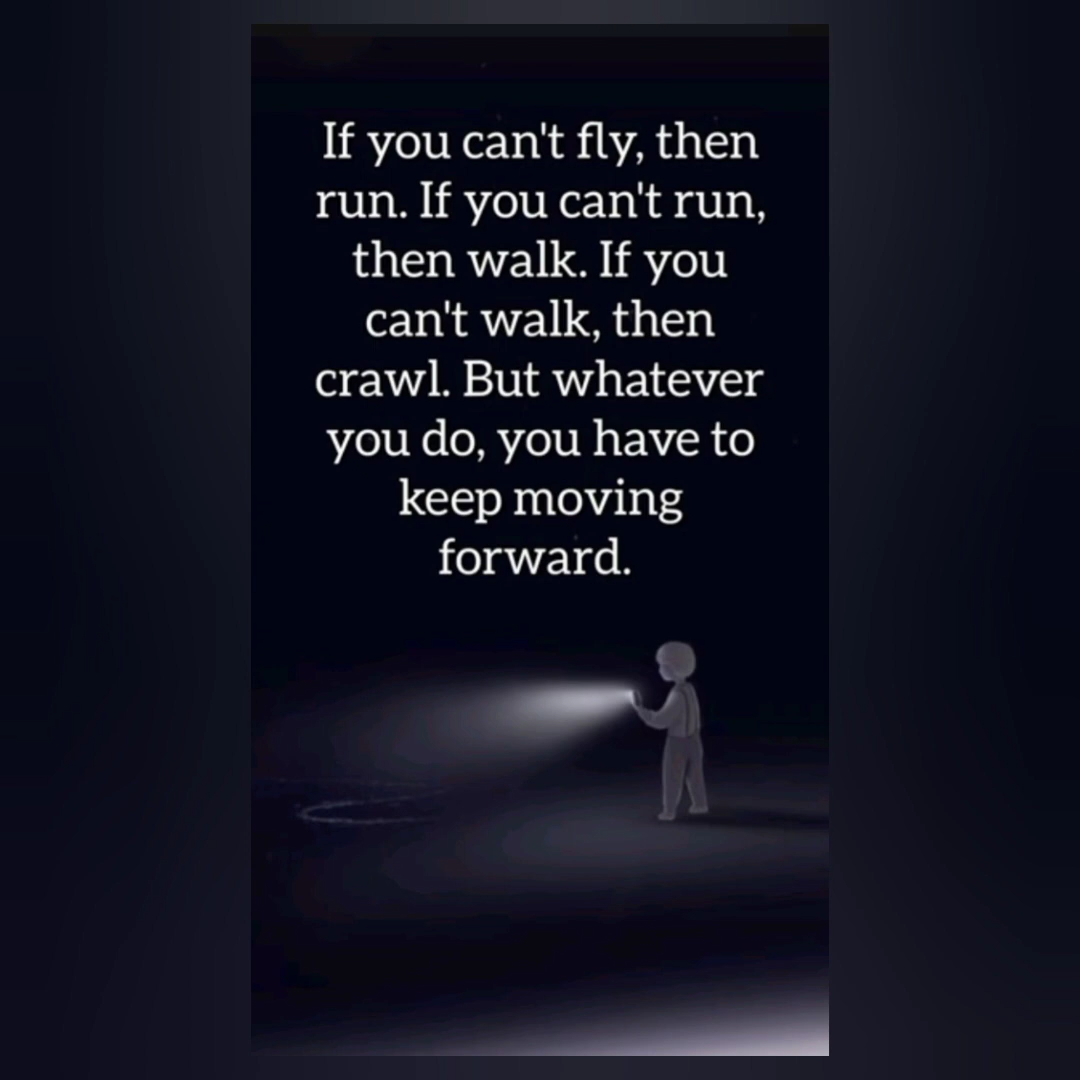 If you can't fly, then
run. If you can't run,
then walk. If you
can't walk, then
crawl. But whatever
you do, you have to
keep moving
forward.